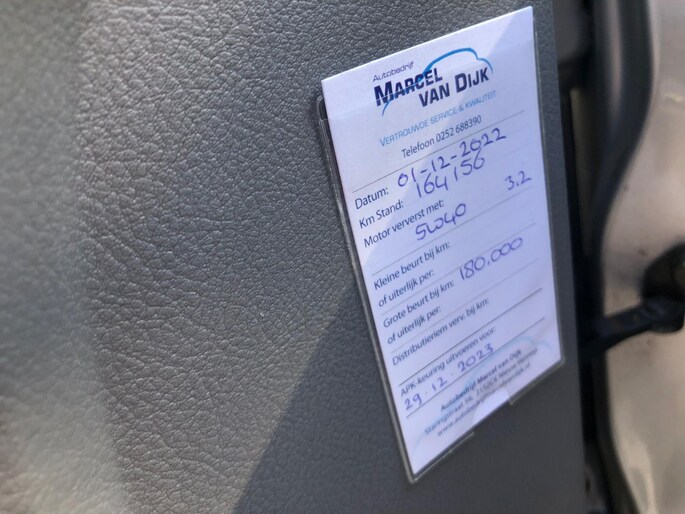 Autobedrijf
MARCEL
VAN DIJK
VERTROUWDE SERVICE & KWALITEIT
Telefoon 0252 688390
Datum: 01-12-2022
Km Stand: 164156
Motor ververst met: 3.2
5W40
Kleine beurt bij km:
of uiterlijk per:
Grote beurt bij km: 180.000
of uiterlijk per:
Distributieriem verv. bij km:
APK-keuring uitvoeren voor:
29.12.2023
Autobedrijf Marcel van Dijk